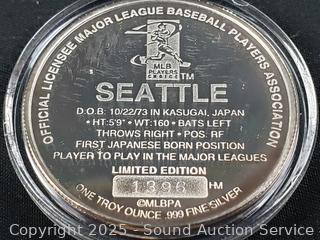 OFFICIAL LICENSEE MAJOR LEAGUE BASEBALL PLAYERS ASSOCIATION
MLB
PLAYERS
CHOICE
TM
SEATTLE
D.O.B. 10/22/73 IN KASUGAI, JAPAN
• HT:5'9" • WT:160 • BATS LEFT
THROWS RIGHT • POS: RF
FIRST JAPANESE BORN POSITION
PLAYER TO PLAY IN THE MAJOR LEAGUES
LIMITED EDITION
1396 HM
©MLBPA
ONE TROY OUNCE .999 FINE SILVER
Copyright 2025 - Sound Auction Service